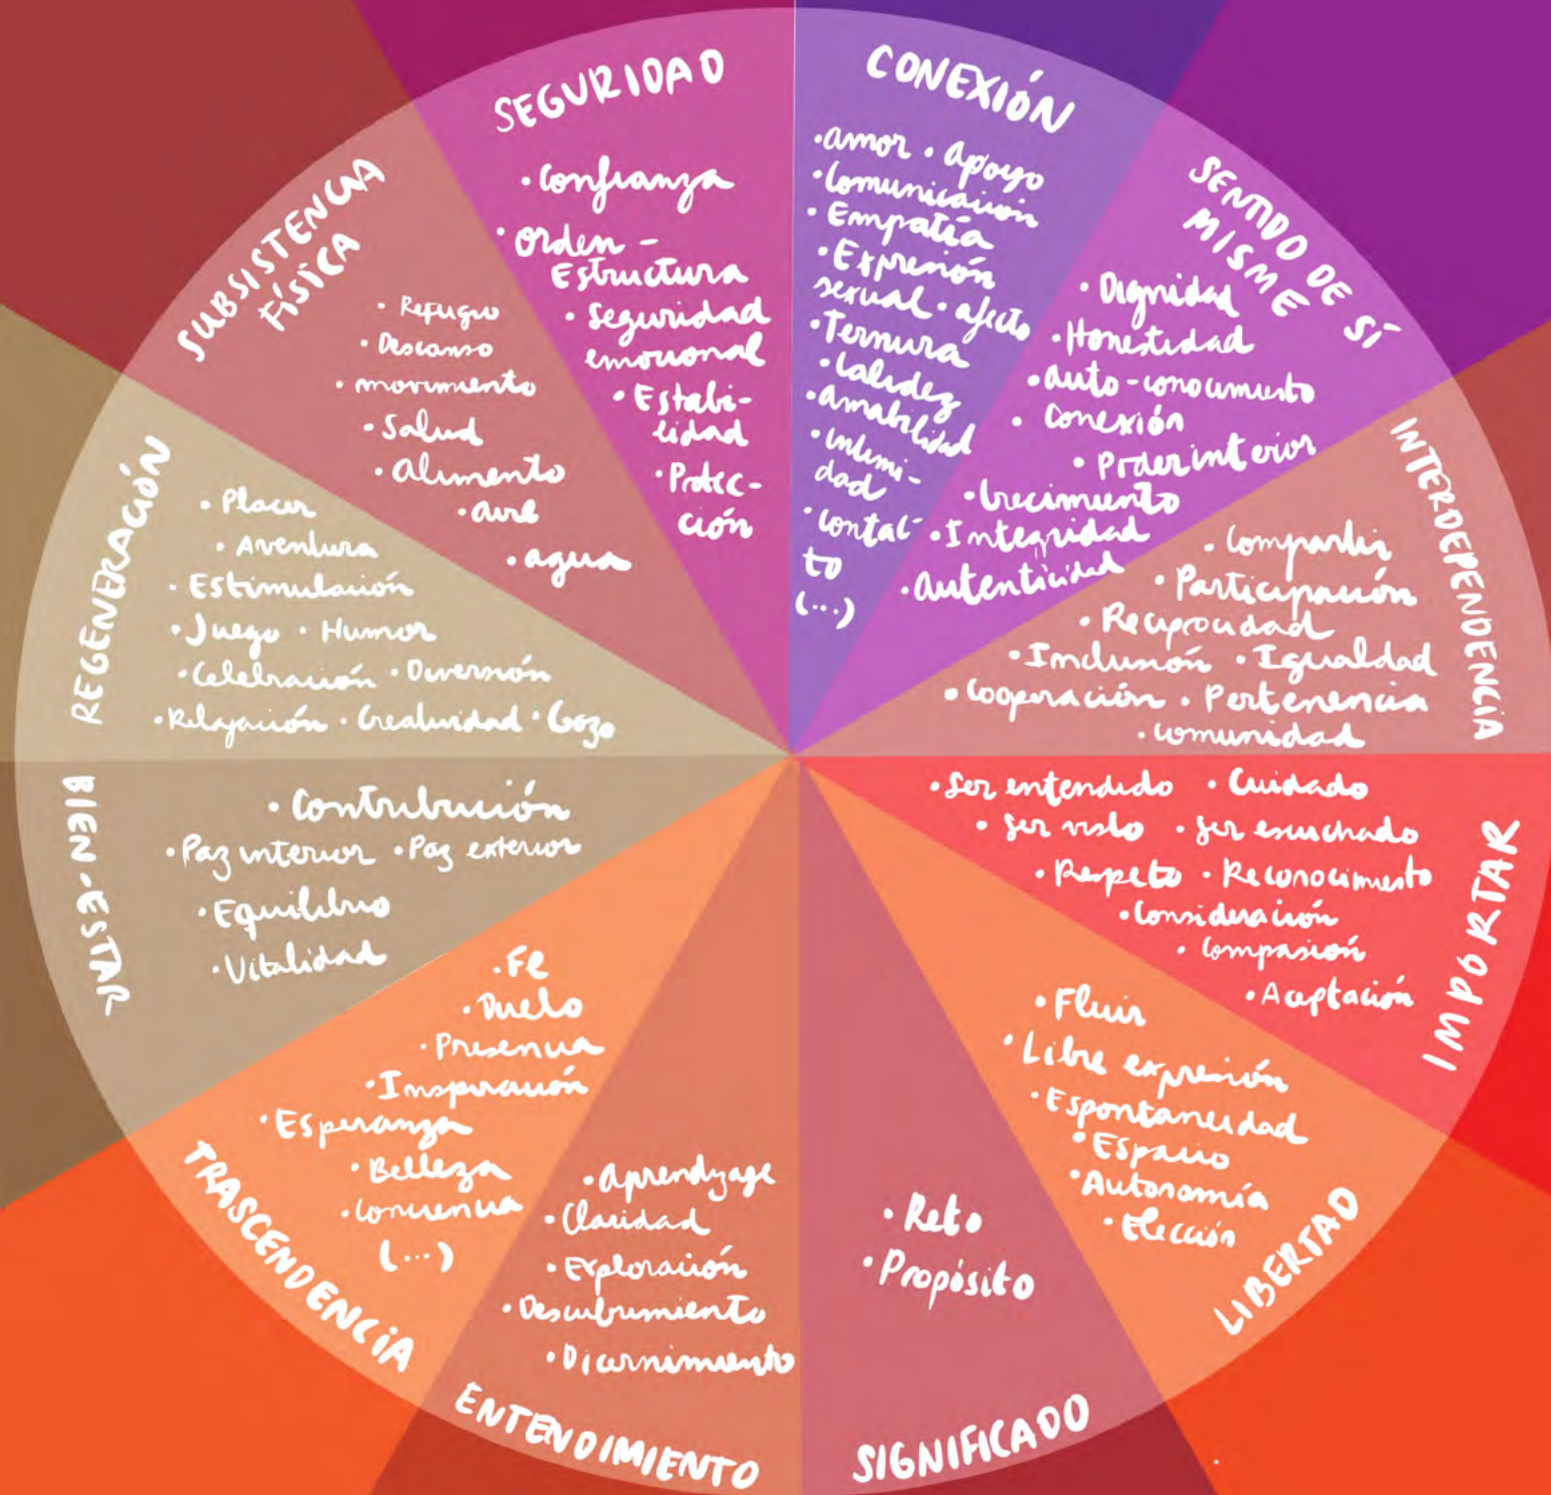 CONEXIÓN
•amor •Apoyo
•Comunicación
•Empatía
•Expresión
sexual •afecto
•Ternura
•Calidez
•amabilidad
•intimi-
dad
•contac-
to
(...)
SENTIDO DE SÍ
MISME
•Dignidad
•Honestidad
•auto-conocimiento
•Conexión
•Poder interior
•Crecimiento
•Integridad
•Autenticidad
INTERDEPENDENCIA
•Compartir
•Participación
•Reciprocidad
•Inclusión •Igualdad
•Cooperación •Pertenencia
•comunidad
IMPORTAR
•Ser entendido •Cuidado
•Ser visto •Ser escuchado
•Respeto •Reconocimiento
•Consideración
•Compasión
•Aceptación
LIBERTAD
•Fluir
•Libre expresión
•Espontaneidad
•Espacio
•Autonomía
•Elección
SIGNIFICADO
•Reto
•Propósito
ENTENDIMIENTO
•Aprendizaje
•Claridad
•Exploración
•Descubrimiento
•Dicernimiento
TRASCENDENCIA
•Fe
•Duelo
•Presencia
•Inspiración
•Esperanza
•Belleza
•Conciencia
(...)
BIEN-ESTAR
•Contribución
•Paz interior •Paz exterior
•Equilibrio
•Vitalidad
REGENERACIÓN
•Placer
•Aventura
•Estimulación
•Juego •Humor
•Celebración •Diversión
•Relajación •Creatividad •Gozo
SUBSISTENCIA
FÍSICA
•Refugio
•Descanso
•movimiento
•Salud
•Alimento
•aire
•agua
SEGURIDAD
•Confianza
•Orden -
Estructura
•Seguridad
emocional
•Estabi-
lidad
•Protec-
ción